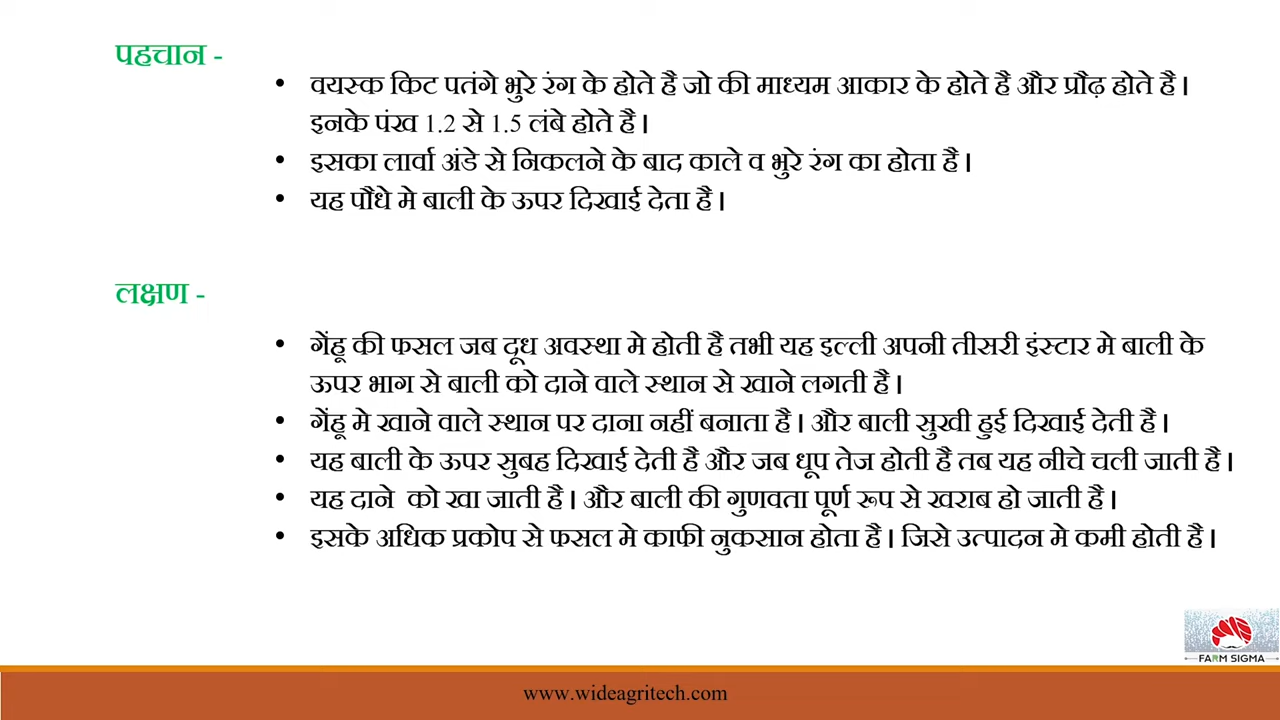 पहचान -
• वयस्क किट पतंगे भुरे रंग के होते है जो की माध्यम आकार के होते है और प्रौढ़ होते है ।
इनके पंख 1.2 से 1.5 लंबे होते है ।
• इसका लार्वा अंडे से निकलने के बाद काले व भुरे रंग का होता है ।
• यह पौधे मे बाली के ऊपर दिखाई देता है ।
लक्षण -
• गेंहू की फसल जब दूध अवस्था मे होती है तभी यह इल्ली अपनी तीसरी इंस्टार मे बाली के
ऊपर भाग से बाली को दाने वाले स्थान से खाने लगती है ।
• गेंहू मे खाने वाले स्थान पर दाना नहीं बनाता है । और बाली सुखी हुई दिखाई देती है ।
• यह बाली के ऊपर सुबह दिखाई देती है और जब धूप तेज होती है तब यह नीचे चली जाती है ।
• यह दाने को खा जाती है । और बाली की गुणवता पूर्ण रूप से खराब हो जाती है ।
• इसके अधिक प्रकोप से फसल मे काफी नुकसान होता है । जिसे उत्पादन मे कमी होती है ।
FARM SIGMA
www.wideagritech.com